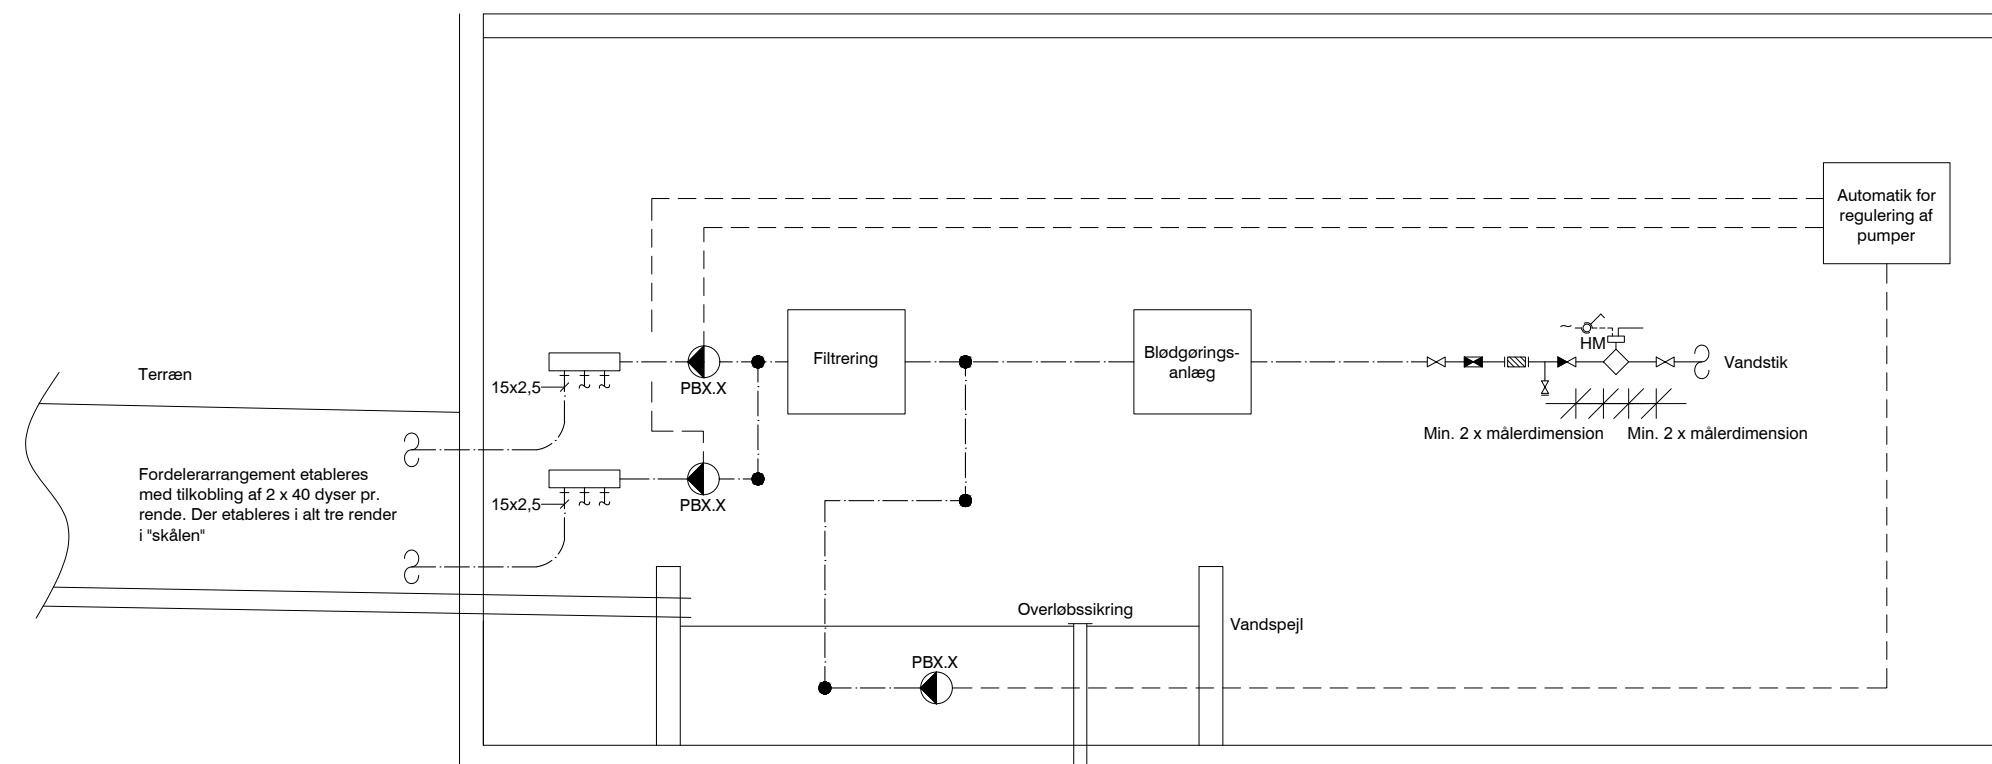 Automatik for
regulering af
pumper
HM
~
Terræn
15x2,5
PBX.X
Filtrering
Blødgørings-
anlæg
Vandstik
Min. 2 x målerdimension
Min. 2 x målerdimension
Fordelerarrangement etableres
med tilkobling af 2 x 40 dyser pr.
rende. Der etableres i alt tre render
i "skålen"
15x2,5
PBX.X
Overløbssikring
Vandspejl
PBX.X